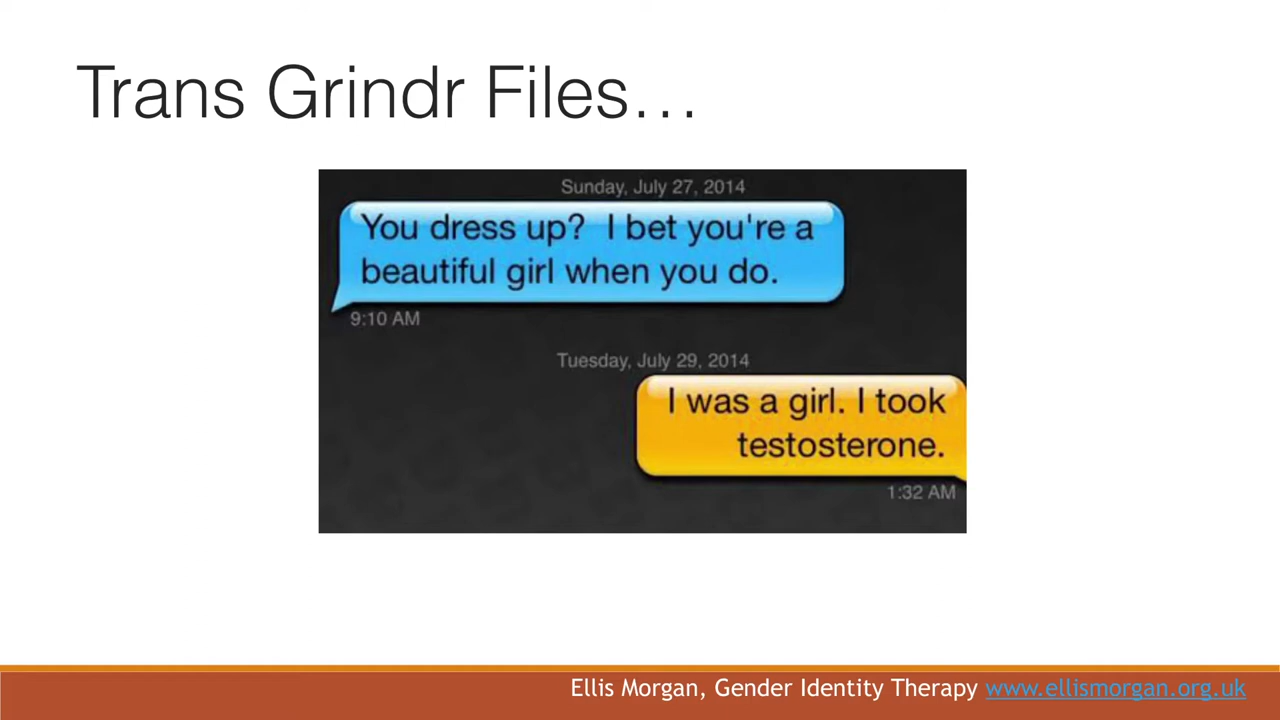 Trans Grindr Files…
Sunday, July 27, 2014
You dress up?  I bet you're a
beautiful girl when you do.
9:10 AM
Tuesday, July 29, 2014
I was a girl. I took
testosterone.
1:32 AM
Ellis Morgan, Gender Identity Therapy www.ellismorgan.org.uk